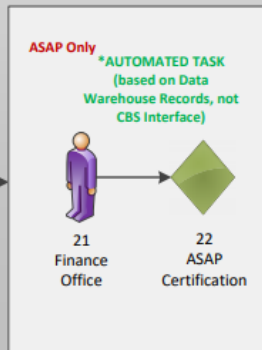 ASAP Only
*AUTOMATED TASK
(based on Data
Warehouse Records, not
CBS Interface)
21
Finance
Office
22
ASAP
Certification